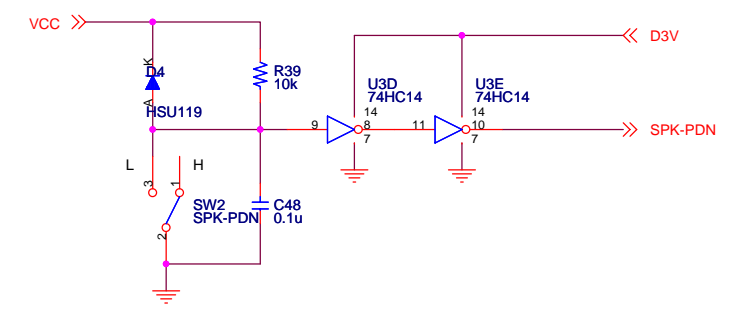 VCC
D3V
K
D4
A
HSU119
R39
10k
U3D
74HC14
U3E
74HC14
14
14
9
8
11
10
SPK-PDN
7
7
L
H
3
1
SW2
SPK-PDN
C48
0.1u
2